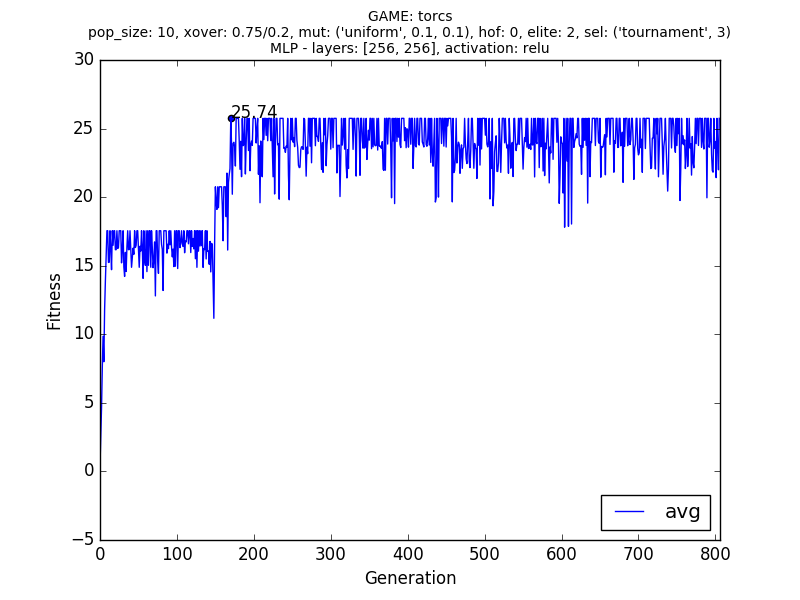 GAME: torcs
pop_size: 10, xover: 0.75/0.2, mut: ('uniform', 0.1, 0.1), hof: 0, elite: 2, sel: ('tournament', 3)
MLP - layers: [256, 256], activation: relu
30
25.74
25
20
15
Fitness
10
5
0
avg
−5
0 100 200 300 400 500 600 700 800
Generation